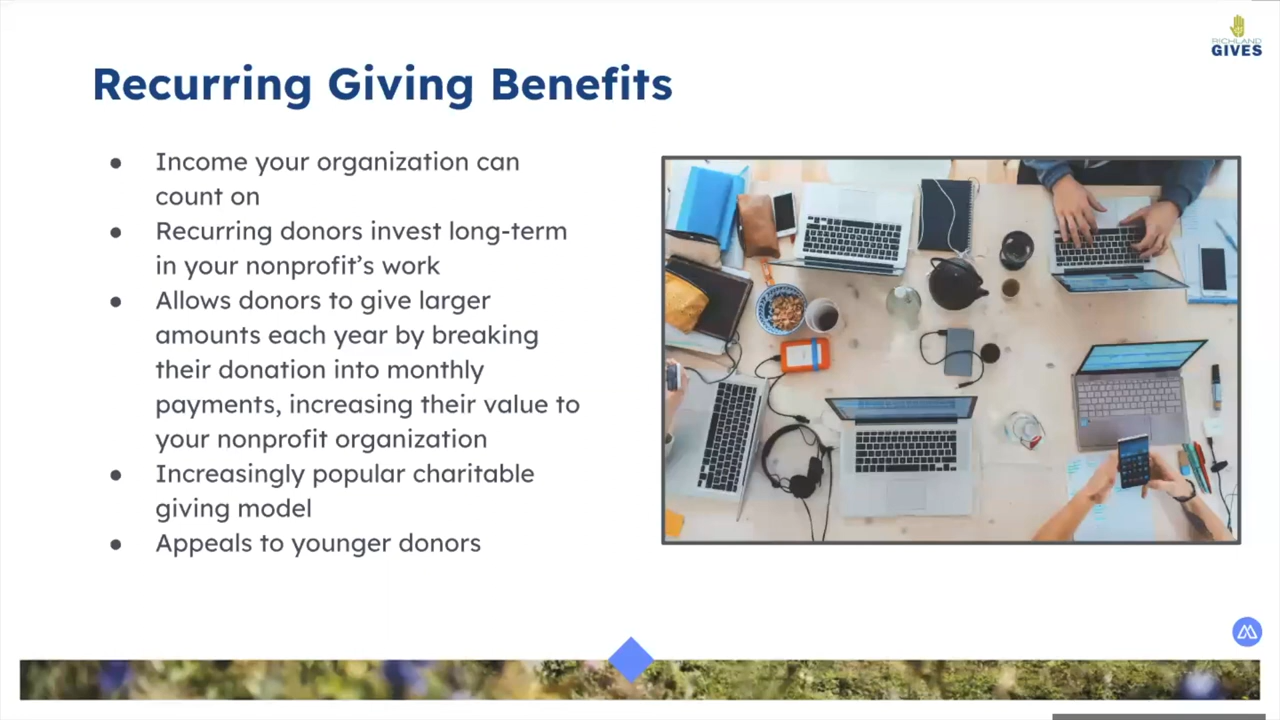 RICHLAND
GIVES
Recurring Giving Benefits
● Income your organization can
count on
● Recurring donors invest long-term
in your nonprofit’s work
● Allows donors to give larger
amounts each year by breaking
their donation into monthly
payments, increasing their value to
your nonprofit organization
● Increasingly popular charitable
giving model
● Appeals to younger donors